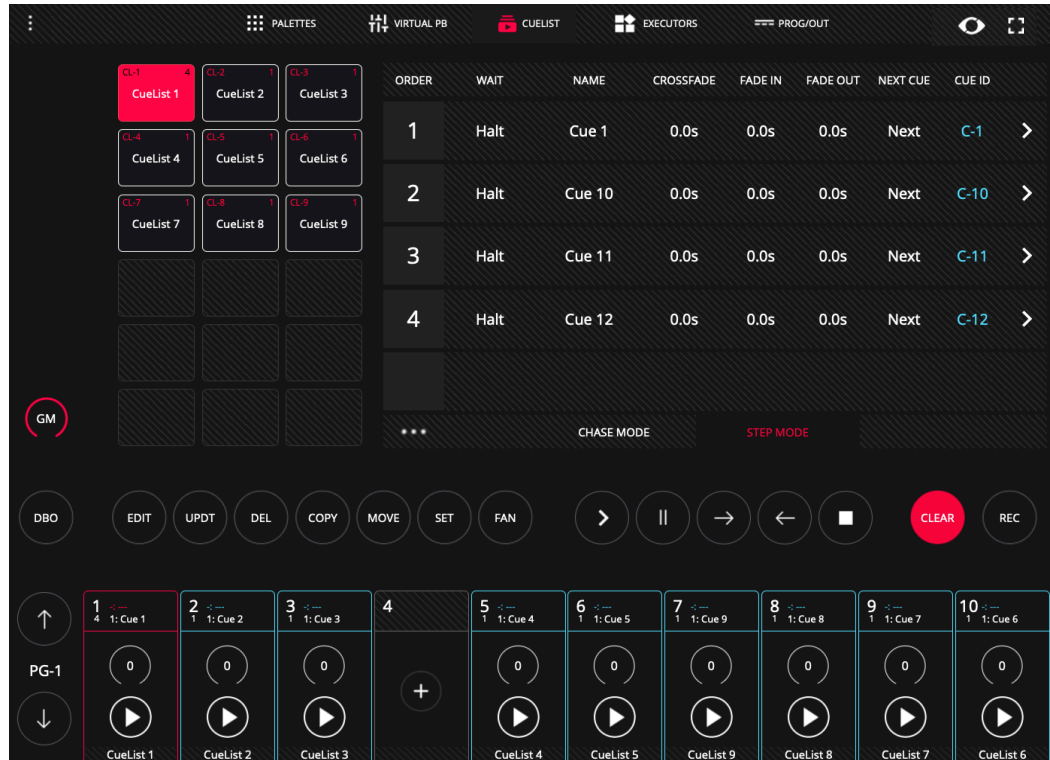 PALETTES VIRTUAL PB CUELIST EXECUTORS PROG/OUT
CL-1 4 CL-2 1 CL-3 1
CueList 1 CueList 2 CueList 3
CL-4 1 CL-5 1 CL-6 1
CueList 4 CueList 5 CueList 6
CL-7 1 CL-8 1 CL-9 1
CueList 7 CueList 8 CueList 9
ORDER WAIT NAME CROSSFADE FADE IN FADE OUT NEXT CUE CUE ID
1 Halt Cue 1 0.0s 0.0s 0.0s Next C-1
2 Halt Cue 10 0.0s 0.0s 0.0s Next C-10
3 Halt Cue 11 0.0s 0.0s 0.0s Next C-11
4 Halt Cue 12 0.0s 0.0s 0.0s Next C-12
CHASE MODE STEP MODE
GM
DBO EDIT UPDT DEL COPY MOVE SET FAN CLEAR REC
PG-1
1 -: --- 2 -: --- 3 -: --- 4 5 -: --- 6 -: --- 7 -: --- 8 -: --- 9 -: --- 10 -: ---
4 1: Cue 1 1 1: Cue 2 1 1: Cue 3 1 1: Cue 4 1 1: Cue 5 1 1: Cue 9 1 1: Cue 8 1 1: Cue 7 1 1: Cue 6
0 0 0 0 0 0 0 0 0
CueList 1 CueList 2 CueList 3 CueList 4 CueList 5 CueList 9 CueList 8 CueList 7 CueList 6